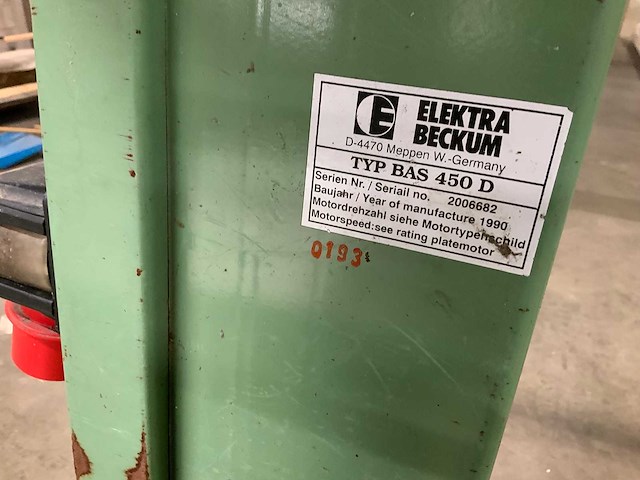 ELEKTRA
BECKUM
D-4470 Meppen W.-Germany
TYP BAS 450 D
Serien Nr. / Seriail no. 2006682
Baujahr / Year of manufacture 1990
Motordrehzahl siehe Motortypenschild
Motorspeed:see rating platemotor
0193